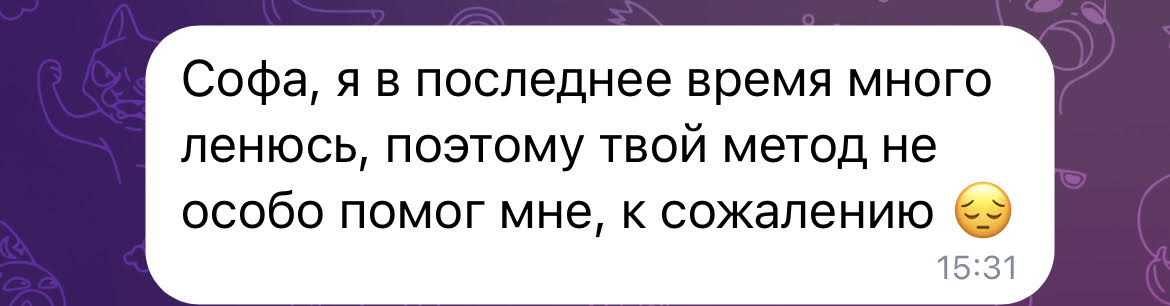 Софа, я в последнее время много
ленюсь, поэтому твой метод не
особо помог мне, к сожалению 😔
15:31